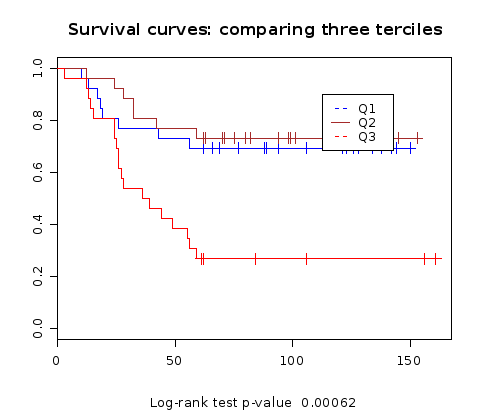 Survival curves: comparing three terciles
1.0
0.8
0.6
0.4
0.2
0.0
Q1
Q2
Q3
0 50 100 150
Log-rank test p-value 0.00062